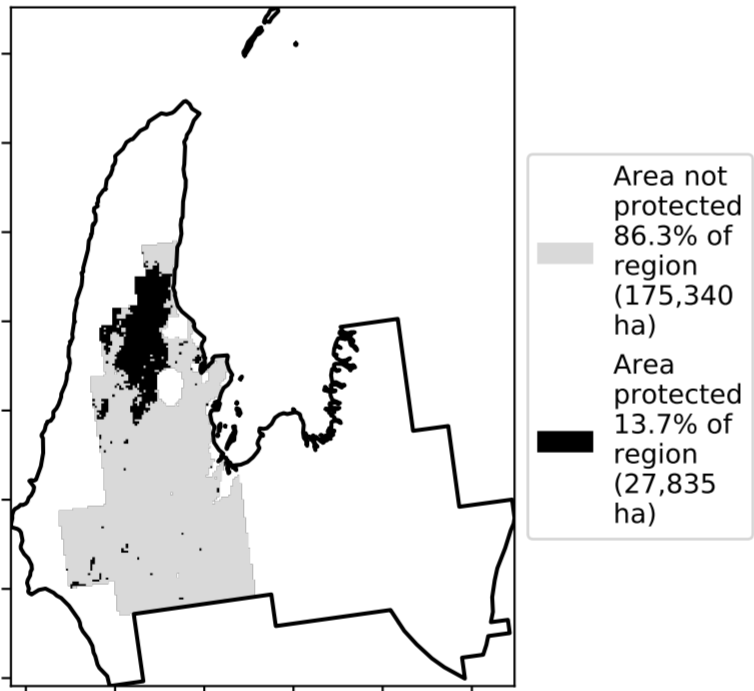 Area not
protected
86.3% of
region
(175,340
ha)
Area
protected
13.7% of
region
(27,835
ha)